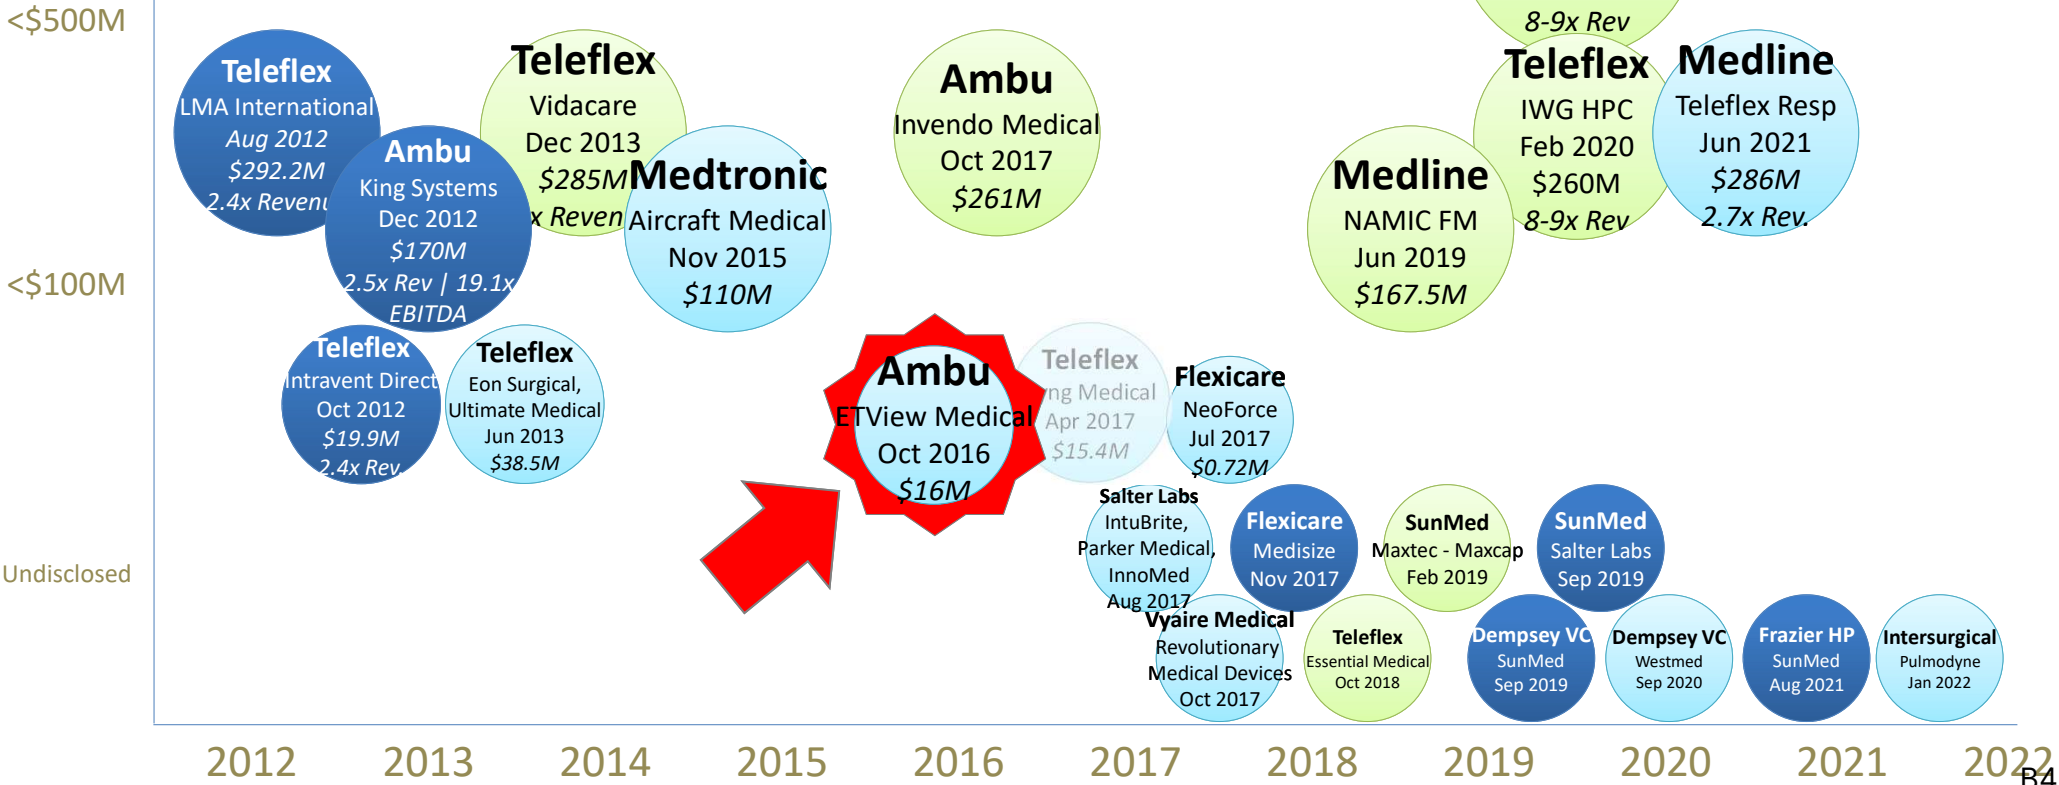 <$500M
8-9x Rev
Teleflex
LMA International
Aug 2012
$292.2M
2.4x Revenu
Ambu
King Systems
Dec 2012
$170M
2.5x Rev | 19.1x
EBITDA
Teleflex
Vidacare
Dec 2013
$285M
x Reven
Medtronic
Aircraft Medical
Nov 2015
$110M
Ambu
Invendo Medical
Oct 2017
$261M
Medline
NAMIC FM
Jun 2019
$167.5M
Teleflex
IWG HPC
Feb 2020
$260M
8-9x Rev
Medline
Teleflex Resp
Jun 2021
$286M
2.7x Rev.
<$100M
Teleflex
Intravent Direct
Oct 2012
$19.9M
2.4x Rev
Teleflex
Eon Surgical,
Ultimate Medical
Jun 2013
$38.5M
Ambu
ETView Medical
Oct 2016
$16M
Teleflex
ng Medical
Apr 2017
$15.4M
Flexicare
NeoForce
Jul 2017
$0.72M
Undisclosed
Salter Labs
IntuBrite,
Parker Medical,
InnoMed
Aug 2017
Flexicare
Medisize
Nov 2017
SunMed
Maxtec - Maxcap
Feb 2019
SunMed
Salter Labs
Sep 2019
Vyaire Medical
Revolutionary
Medical Devices
Oct 2017
Teleflex
Essential Medical
Oct 2018
Dempsey VC
SunMed
Sep 2019
Dempsey VC
Westmed
Sep 2020
Frazier HP
SunMed
Aug 2021
Intersurgical
Pulmodyne
Jan 2022
2012 2013 2014 2015 2016 2017 2018 2019 2020 2021 2022
B4